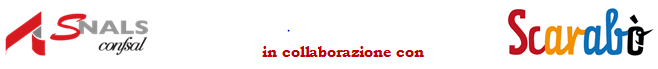 SNALS
confsal
in collaborazione con
Scarabò